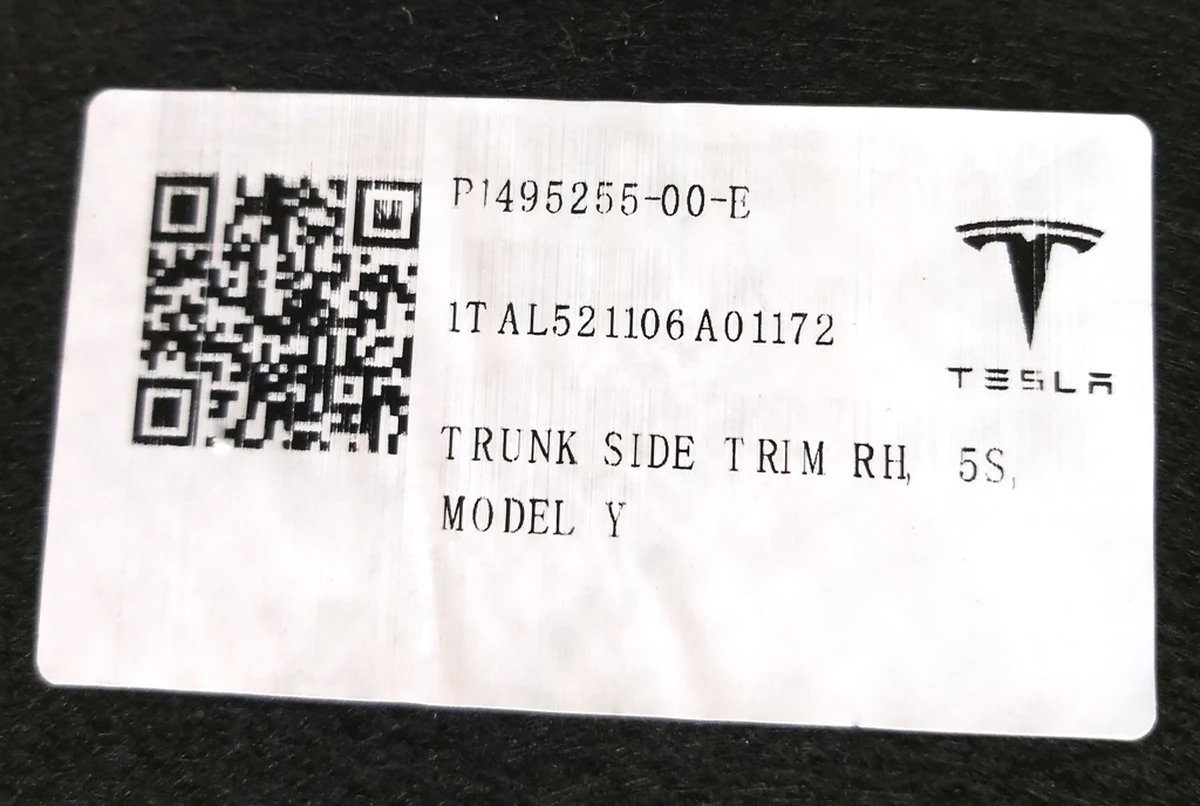 P1495255-00-E
1TAL521106A01172
TESLA
TRUNK SIDE TRIM RH, 5S,
MODEL Y